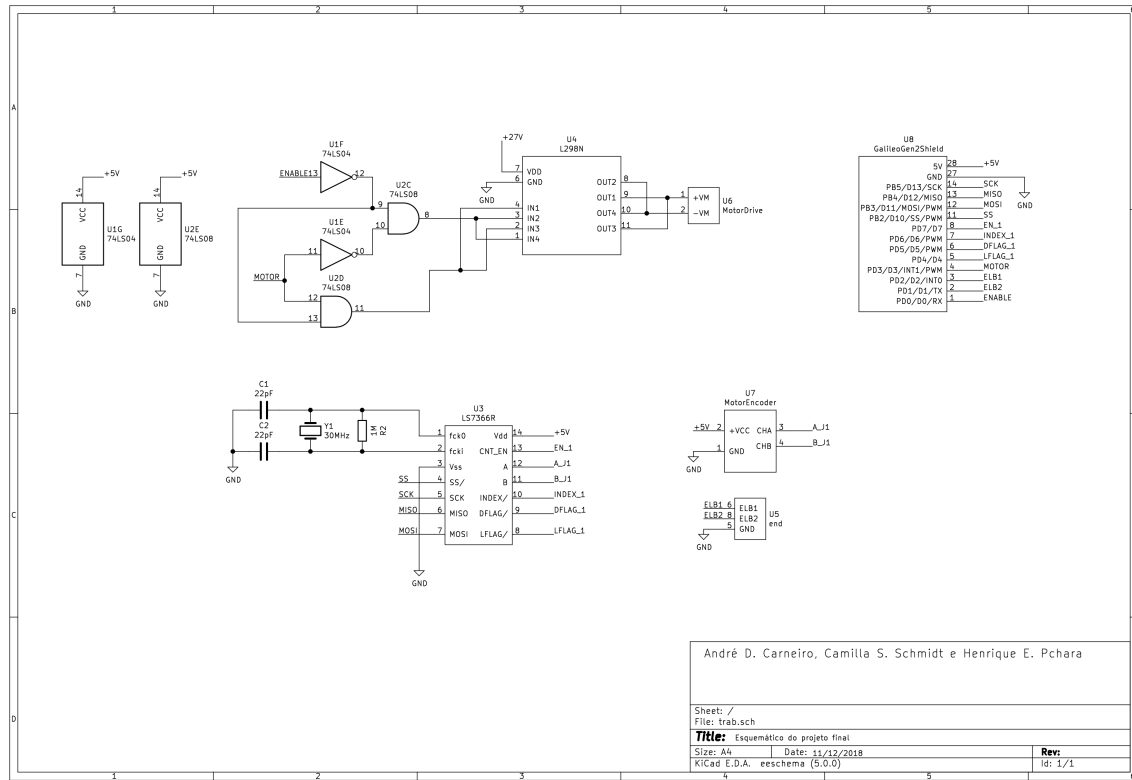 1 2 3 4 5
A
B
C
D
U1G
74LS04
+5V
14
VCC
GND
7
GND
U2E
74LS08
+5V
14
VCC
GND
7
GND
U1F
74LS04
ENABLE 13 12
U2C
74LS08
9
10
8
U1E
74LS04
11 10
MOTOR
U2D
74LS08
12
13
11
U4
L298N
+27V
7 VDD
6 GND
GND
4 IN1
3 IN2
2 IN3
1 IN4
OUT2 8
OUT1 9
OUT4 10
OUT3 11
1 +VM
2 -VM
U6
MotorDrive
U8
GalileoGen2Shield
5V 28 +5V
GND 27
GND
PB5/D13/SCK 14 SCK
PB4/D12/MISO 13 MISO
PB3/D11/MOSI/PWM 12 MOSI
PB2/D10/SS/PWM 11 SS
PD7/D7 8 EN_1
PD6/D6/PWM 7 INDEX_1
PD5/D5/PWM 6 DFLAG_1
PD4/D4 5 LFLAG_1
PD3/D3/INT1/PWM 4 MOTOR
PD2/D2/INT0 3 ELB1
PD1/D1/TX 2 ELB2
PD0/D0/RX 1 ENABLE
C1
22pF
C2
22pF
GND
Y1
30MHz
1M
R2
U3
LS7366R
1 fckO Vdd 14 +5V
2 fcki CNT_EN 13 EN_1
3 Vss A 12 A_J1
SS 4 SS/ B 11 B_J1
SCK 5 SCK INDEX/ 10 INDEX_1
MISO 6 MISO DFLAG/ 9 DFLAG_1
MOSI 7 MOSI LFLAG/ 8 LFLAG_1
GND
U7
MotorEncoder
+5V 2 +VCC CHA 3 A_J1
1 GND CHB 4 B_J1
GND
ELB1 6 ELB1
ELB2 8 ELB2
5 GND
GND
U5
end
André D. Carneiro, Camilla S. Schmidt e Henrique E. Pchara
Sheet: /
File: trab.sch
Title: Esquemático do projeto final
Size: A4 Date: 11/12/2018 Rev:
KiCad E.D.A. eeschema (5.0.0) Id: 1/1
1 2 3 4 5